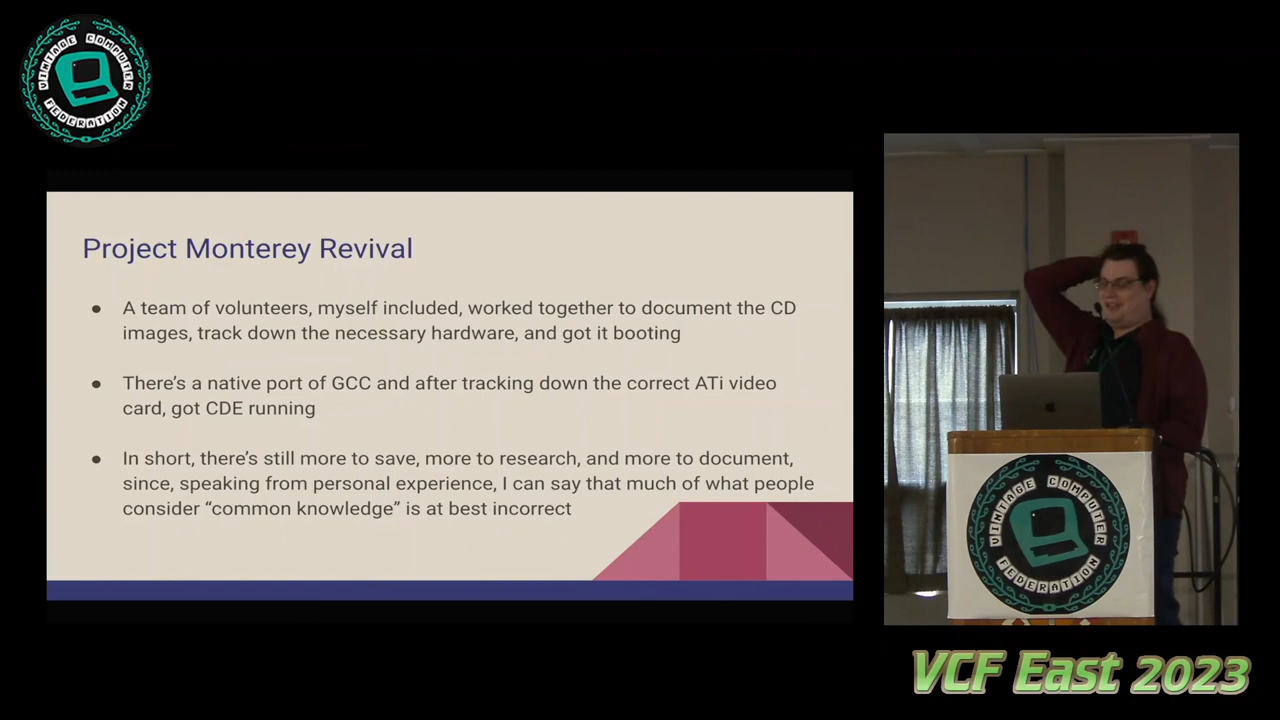 VINTAGE COMPUTER
FEDERATION
Project Monterey Revival
● A team of volunteers, myself included, worked together to document the CD
images, track down the necessary hardware, and got it booting
● There’s a native port of GCC and after tracking down the correct ATi video
card, got CDE running
● In short, there’s still more to save, more to research, and more to document,
since, speaking from personal experience, I can say that much of what people
consider “common knowledge” is at best incorrect
VINTAGE COMPUTER
FEDERATION
VCF East 2023